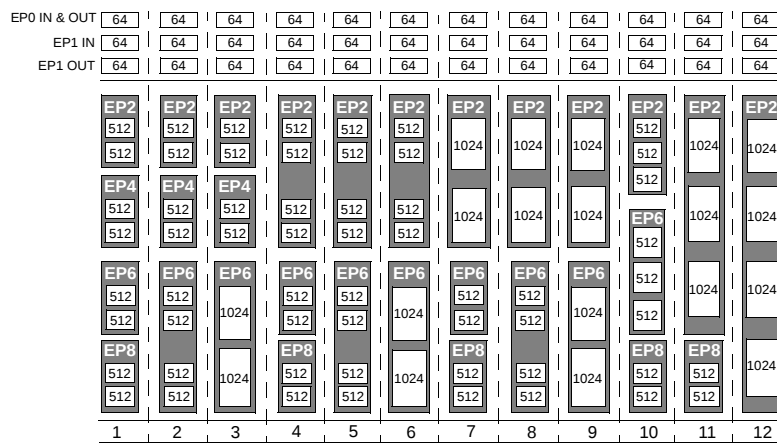 EP0 IN & OUT 64 64 64 64 64 64 64 64 64 64 64 64
EP1 IN 64 64 64 64 64 64 64 64 64 64 64 64
EP1 OUT 64 64 64 64 64 64 64 64 64 64 64 64
EP2 EP2 EP2 EP2 EP2 EP2 EP2 EP2 EP2 EP2 EP2 EP2
512 512 512 512 512 512 512
1024 1024 1024 1024 1024
512 512 512 512 512 512 512
512
EP4 EP4 EP4
512 512 512 512 512 512
1024 1024 1024 EP6 1024 1024
512 512 512 512 512 512 512
EP6 EP6 EP6 EP6 EP6 EP6 EP6 EP6 EP6 512
512 512 512 512 512 512 1024 1024
1024 1024 1024 512
512 512 512 512 512 512
EP8 EP8 EP8 EP8 EP8
512 512 1024 512 512 1024 512 512 1024 512 512 1024
512 512 512 512 512 512 512 512
1 2 3 4 5 6 7 8 9 10 11 12